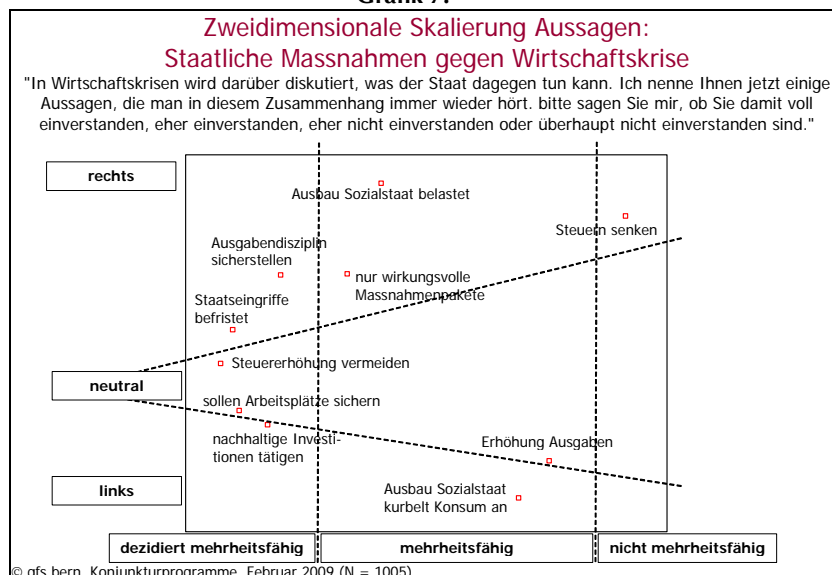 Grafik 7:
Zweidimensionale Skalierung Aussagen:
Staatliche Massnahmen gegen Wirtschaftskrise
"In Wirtschaftskrisen wird darüber diskutiert, was der Staat dagegen tun kann. Ich nenne Ihnen jetzt einige
Aussagen, die man in diesem Zusammenhang immer wieder hört. bitte sagen Sie mir, ob Sie damit voll
einverstanden, eher einverstanden, eher nicht einverstanden oder überhaupt nicht einverstanden sind."
rechts
Ausbau Sozialstaat belastet
Steuern senken
Ausgabendisziplin
sicherstellen
nur wirkungsvolle
Massnahmenpakete
Staatseingriffe
befristet
Steuererhöhung vermeiden
neutral
sollen Arbeitsplätze sichern
nachhaltige Investi-
tionen tätigen
Erhöhung Ausgaben
links
Ausbau Sozialstaat
kurbelt Konsum an
dezidiert mehrheitsfähig
mehrheitsfähig
nicht mehrheitsfähig
© gfs.bern, Konjunkturprogramme, Februar 2009 (N = 1005)